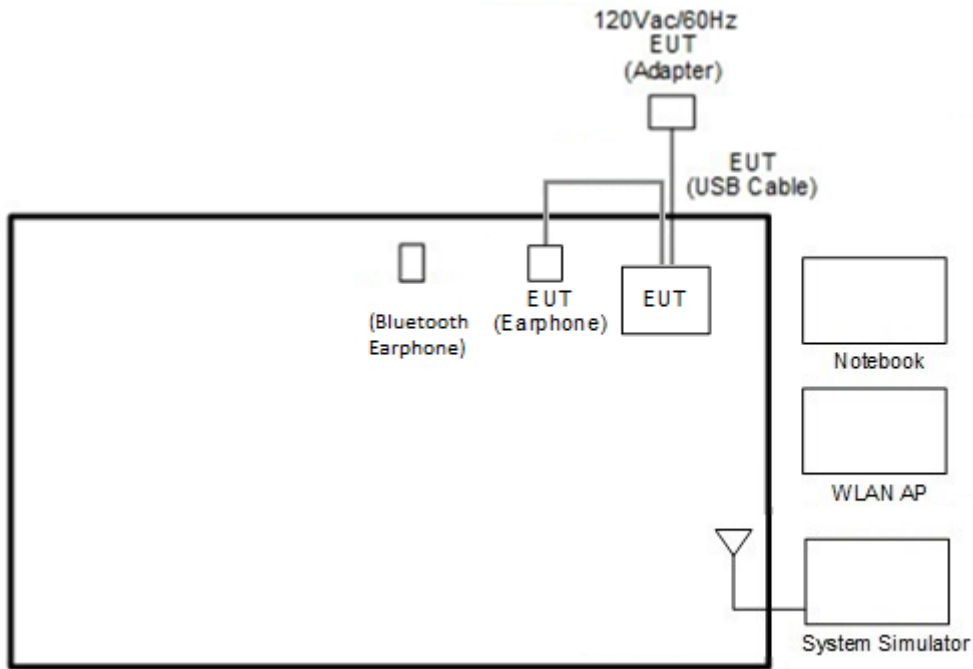 120Vac/60Hz
EUT
(Adapter)
EUT
(USB Cable)
EUT
(Earphone)
EUT
(Bluetooth
Earphone)
Notebook
WLAN AP
System Simulator